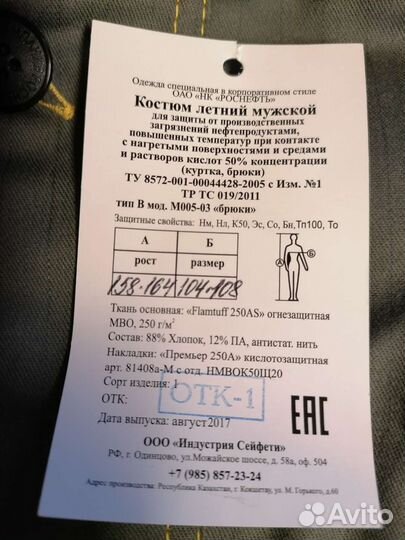 Одежда специальная в корпоративном стиле
ОАО «НК «РОСНЕФТЬ»
Костюм летний мужской
для защиты от производственных
загрязнений нефтепродуктами,
повышенных температур при контакте
с нагретыми поверхностями и средами
и растворов кислот 50% концентрации
(куртка, брюки)
ТУ 8572-001-00044428-2005 с Изм. №1
ТР ТС 019/2011
тип В мод. М005-03 «брюки»
Защитные свойства: Нм, Нл, К50, Эс, Со, Бн, Тп100, То
А Б
рост размер
158-164 104-108
А Б
Ткань основная: «Flamtuff 250AS» огнезащитная
МВО, 250 г/м²
Состав: 88% Хлопок, 12% ПА, антистат. нить
Накладки: «Премьер 250А» кислотозащитная
арт. 81408а-М с отд. НМВОК50Щ20
Сорт изделия: 1
ОТК: ОТК-1
EAC
Дата выпуска: август2017
ООО «Индустрия Сейфети»
РФ, г. Одинцово, ул.Можайское шоссе, д. 58а, оф. 504
+7 (985) 857-23-24
Адрес производства: Республика Казахстан, г. Кокшетау, ул. М. Горького, д.60
Avito